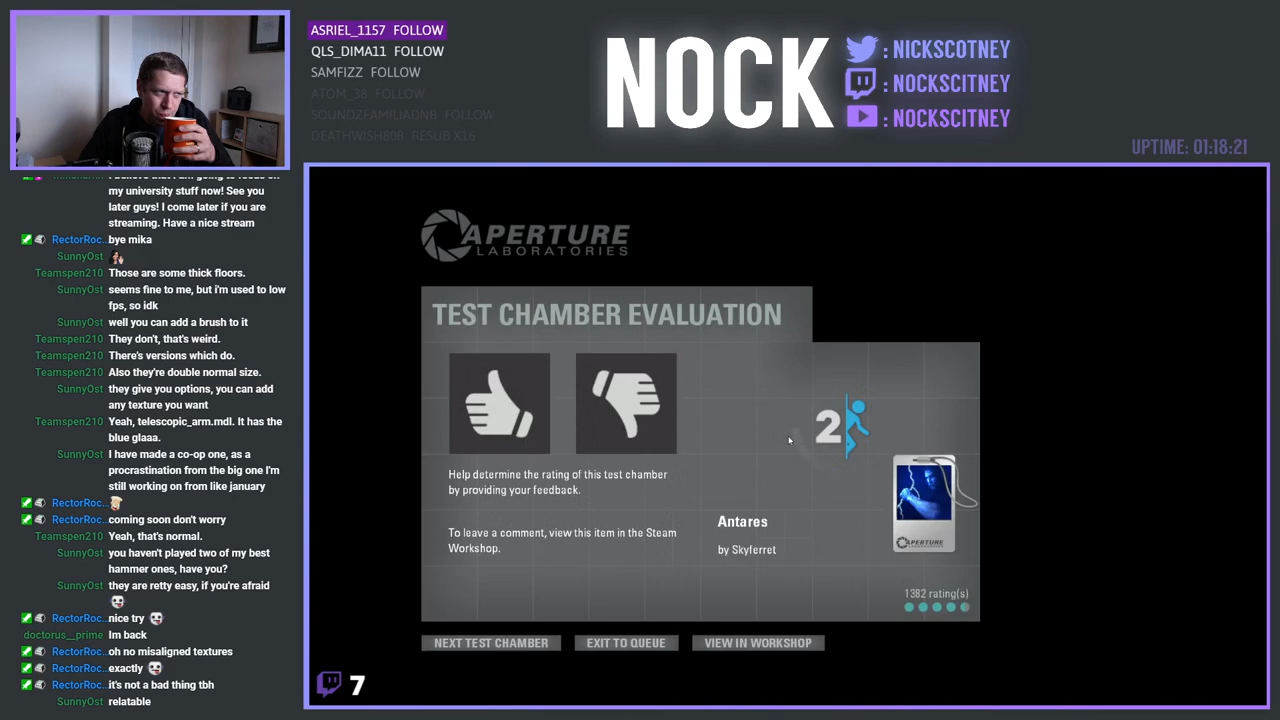 ASRIEL_1157 FOLLOW
QLS_DIMA11 FOLLOW
SAMFIZZ FOLLOW
ATOM_38 FOLLOW
SOUNDZFAMILIADNB FOLLOW
DEATHWISH808 RESUB X16
NOCK
: NICKSCOTNEY
: NOCKSCITNEY
: NOCKSCITNEY
UPTIME: 01:18:21
my university stuff now! See you
later guys! I come later if you are
streaming. Have a nice stream
RectorRoc... bye mika
SunnyOst
Teamspen210 Those are some thick floors.
SunnyOst seems fine to me, but i'm used to low
fps, so idk
SunnyOst well you can add a brush to it
Teamspen210 They don't, that's weird.
Teamspen210 There's versions which do.
Teamspen210 Also they're double normal size.
SunnyOst they give you options, you can add
any texture you want
Teamspen210 Yeah, telescopic_arm.mdl. It has the
blue glaaa.
SunnyOst I have made a co-op one, as a
procrastination from the big one I'm
still working on from like january
RectorRoc...
RectorRoc... coming soon don't worry
Teamspen210 Yeah, that's normal.
SunnyOst you haven't played two of my best
hammer ones, have you?
SunnyOst they are retty easy, if you're afraid
RectorRoc... nice try
doctorus__prime Im back
RectorRoc... oh no misaligned textures
RectorRoc... exactly
RectorRoc... it's not a bad thing tbh
SunnyOst relatable
APERTURE
LABORATORIES
TEST CHAMBER EVALUATION
2
Help determine the rating of this test chamber
by providing your feedback.
To leave a comment, view this item in the Steam
Workshop.
Antares
by Skyferret
APERTURE
1382 rating(s)
NEXT TEST CHAMBER
EXIT TO QUEUE
VIEW IN WORKSHOP
7